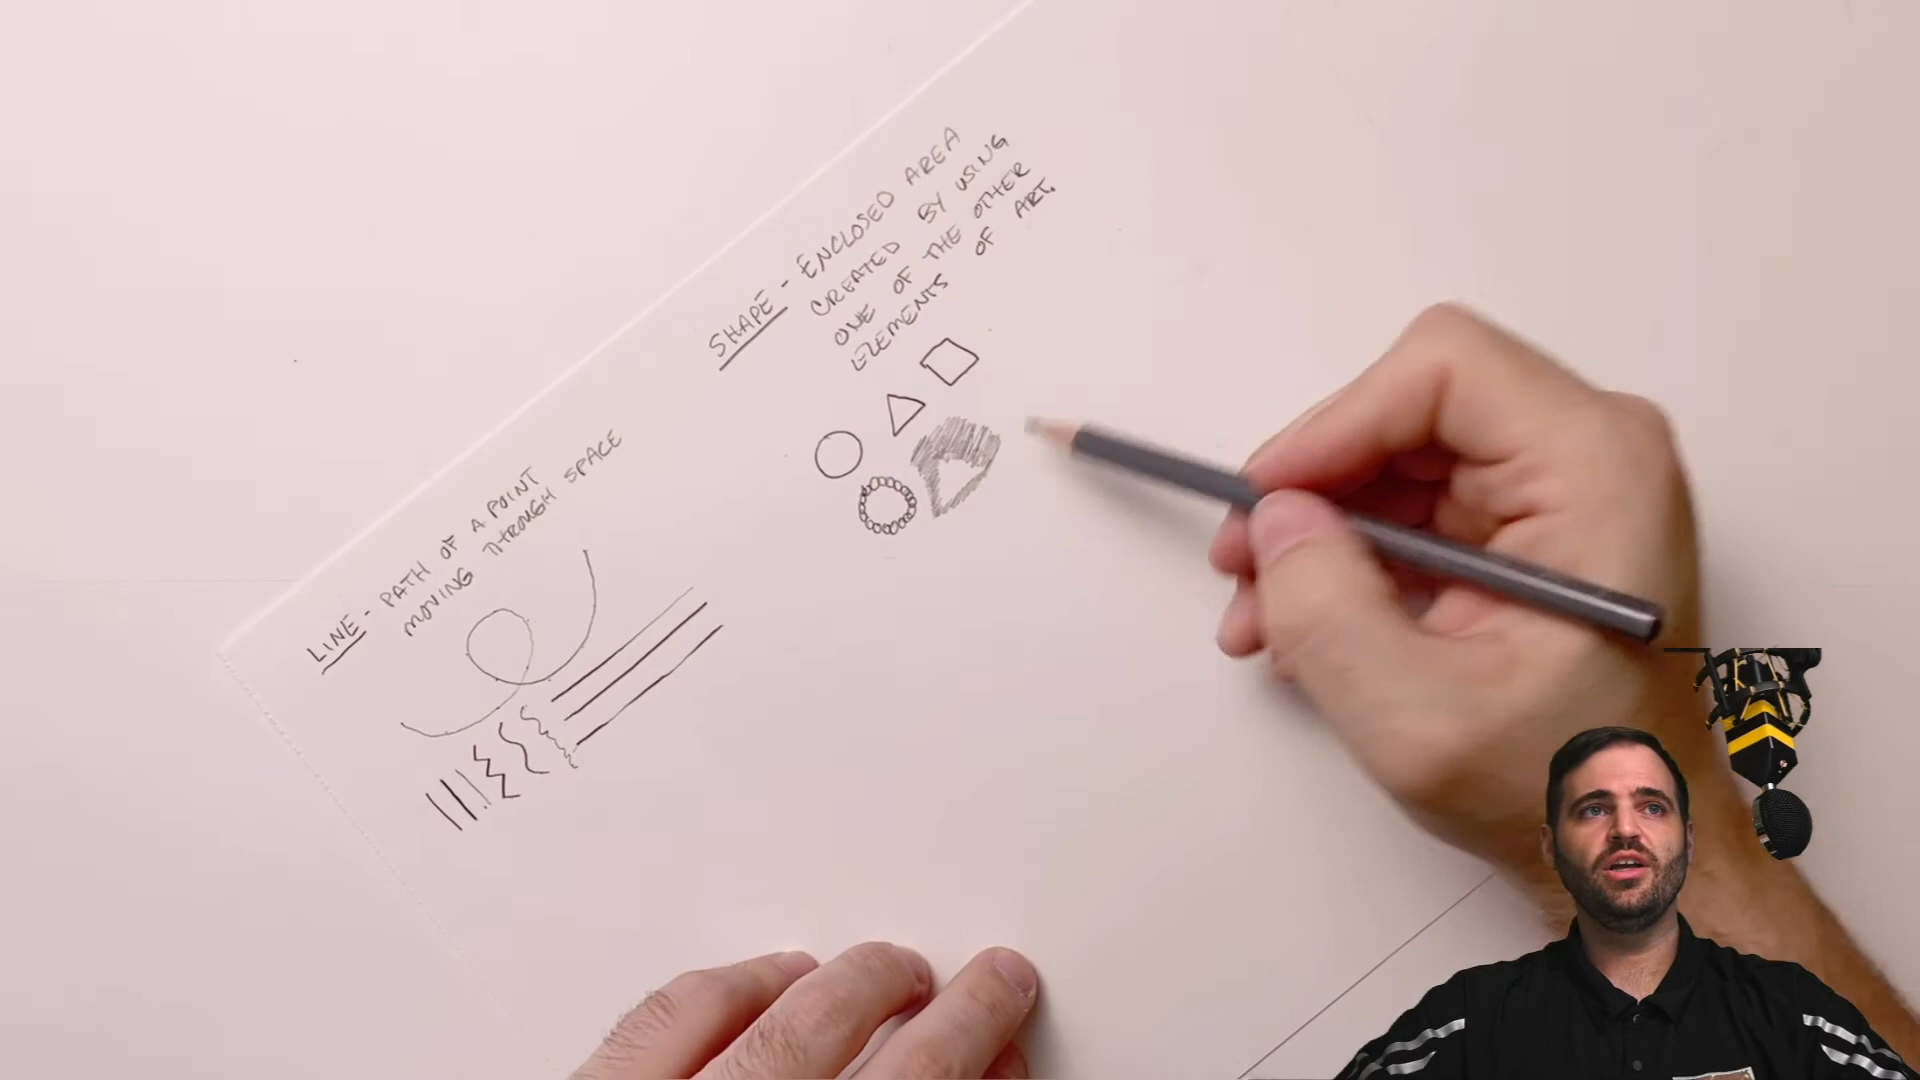 LINE - PATH OF A POINT
MOVING THROUGH SPACE
SHAPE - ENCLOSED AREA
CREATED BY USING
ONE OF THE OTHER
ELEMENTS OF ART.